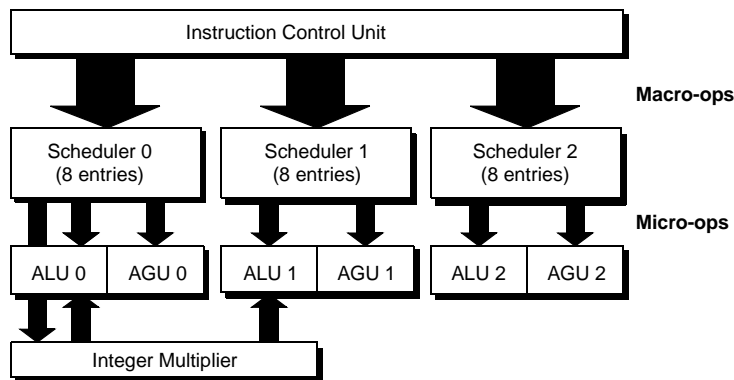 Instruction Control Unit
Macro-ops
Scheduler 0
(8 entries)
Scheduler 1
(8 entries)
Scheduler 2
(8 entries)
Micro-ops
ALU 0
AGU 0
ALU 1
AGU 1
ALU 2
AGU 2
Integer Multiplier